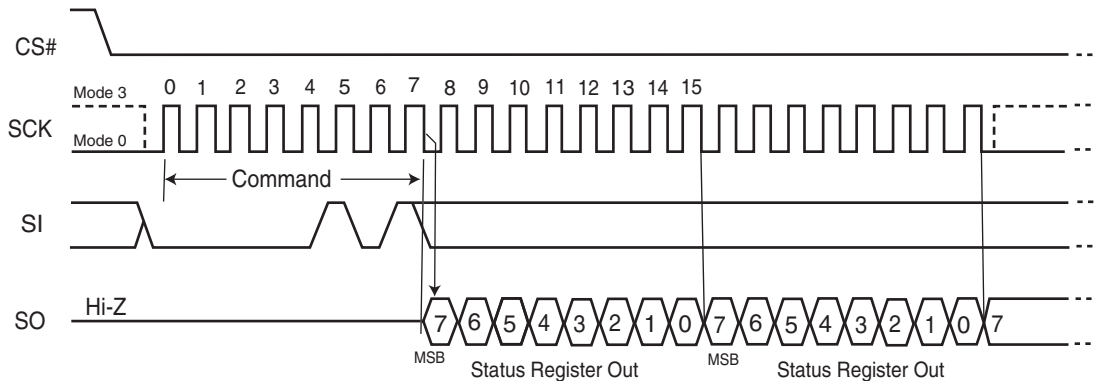 CS#
0 1 2 3 4 5 6 7 8 9 10 11 12 13 14 15
Mode 3
SCK
Mode 0
Command
SI
Hi-Z
SO
7 6 5 4 3 2 1 0 7 6 5 4 3 2 1 0 7
MSB Status Register Out MSB Status Register Out